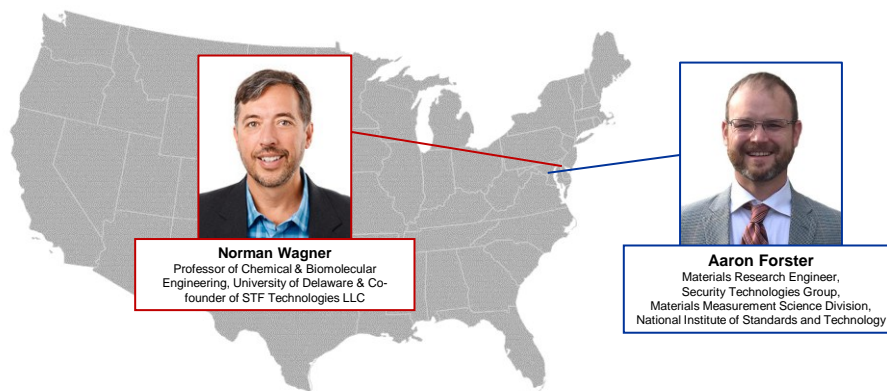 Norman Wagner
Professor of Chemical & Biomolecular
Engineering, University of Delaware & Co-
founder of STF Technologies LLC
Aaron Forster
Materials Research Engineer,
Security Technologies Group,
Materials Measurement Science Division,
National Institute of Standards and Technology